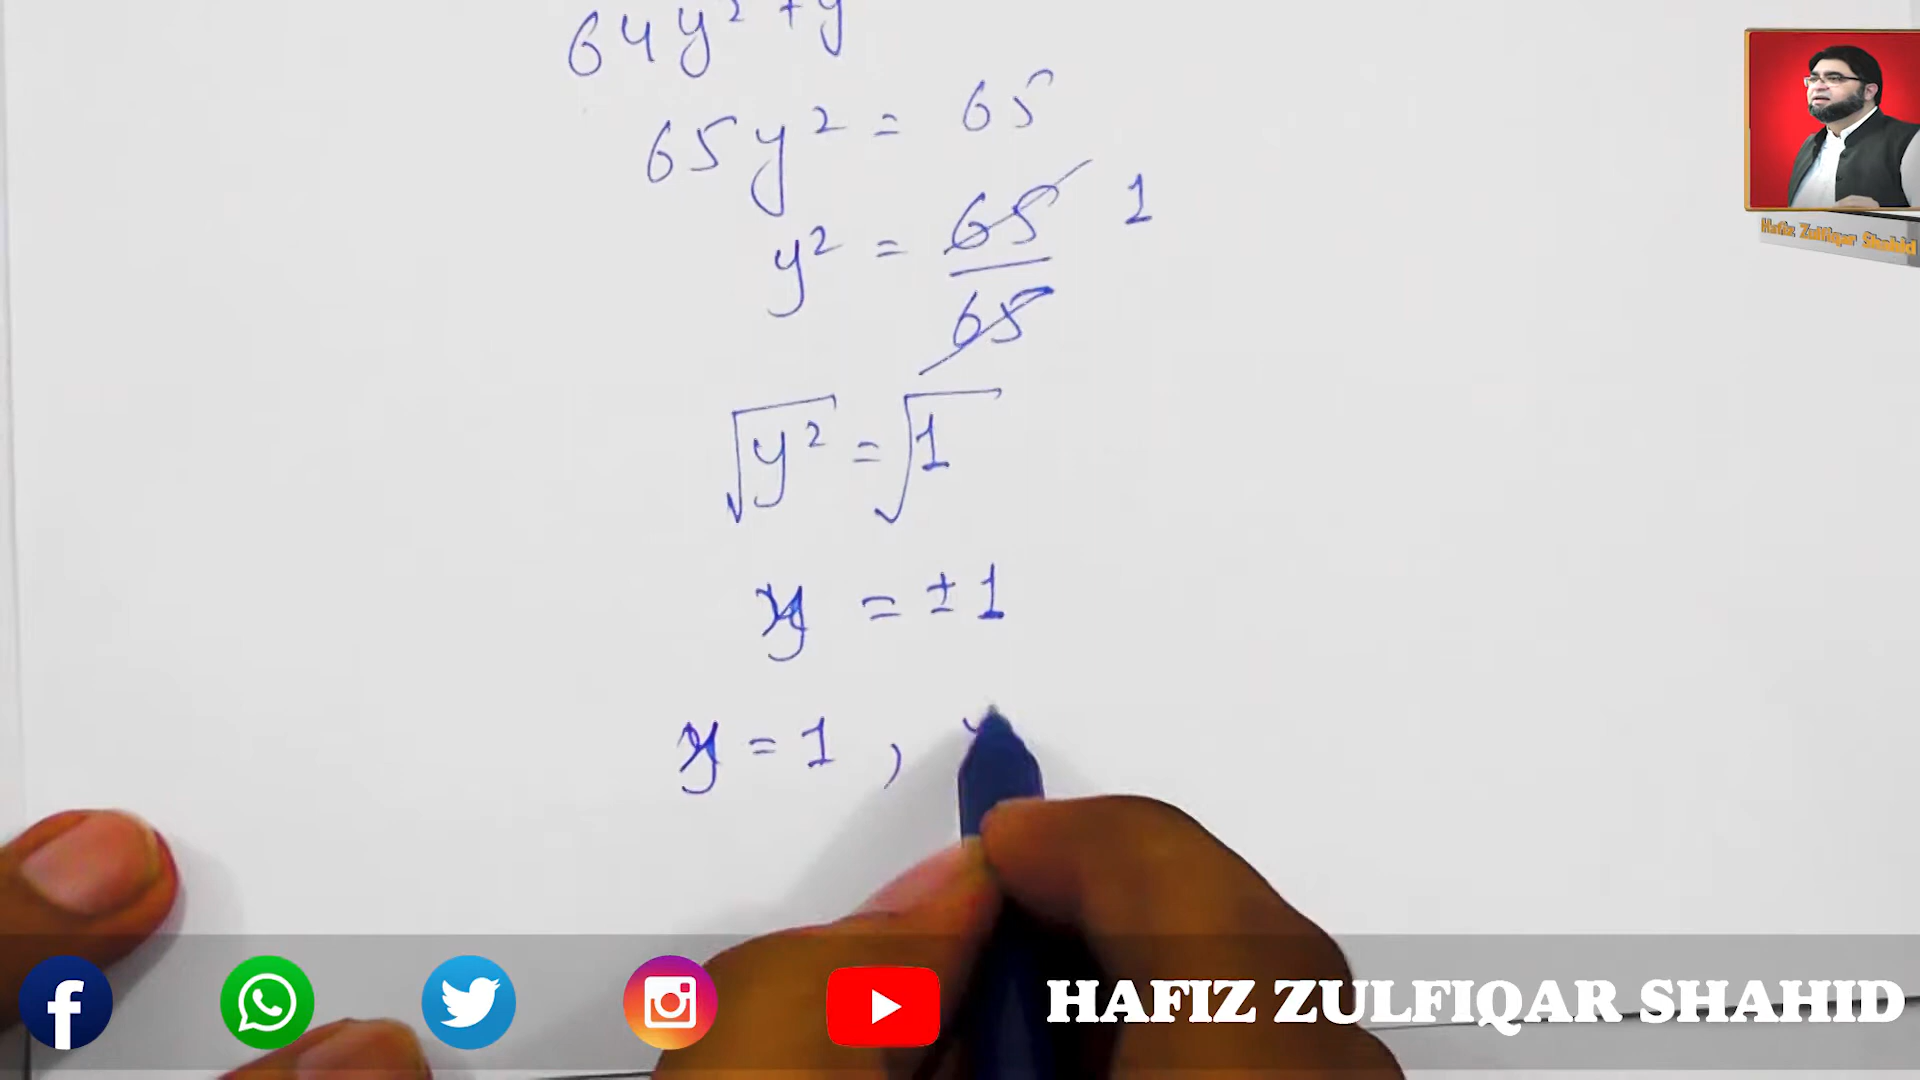 64y² + y
65y² = 65
y² = 65/65 1
√y² = √1
y = ±1
y = 1 ,
Hafiz Zulfiqar Shahid
HAFIZ ZULFIQAR SHAHID